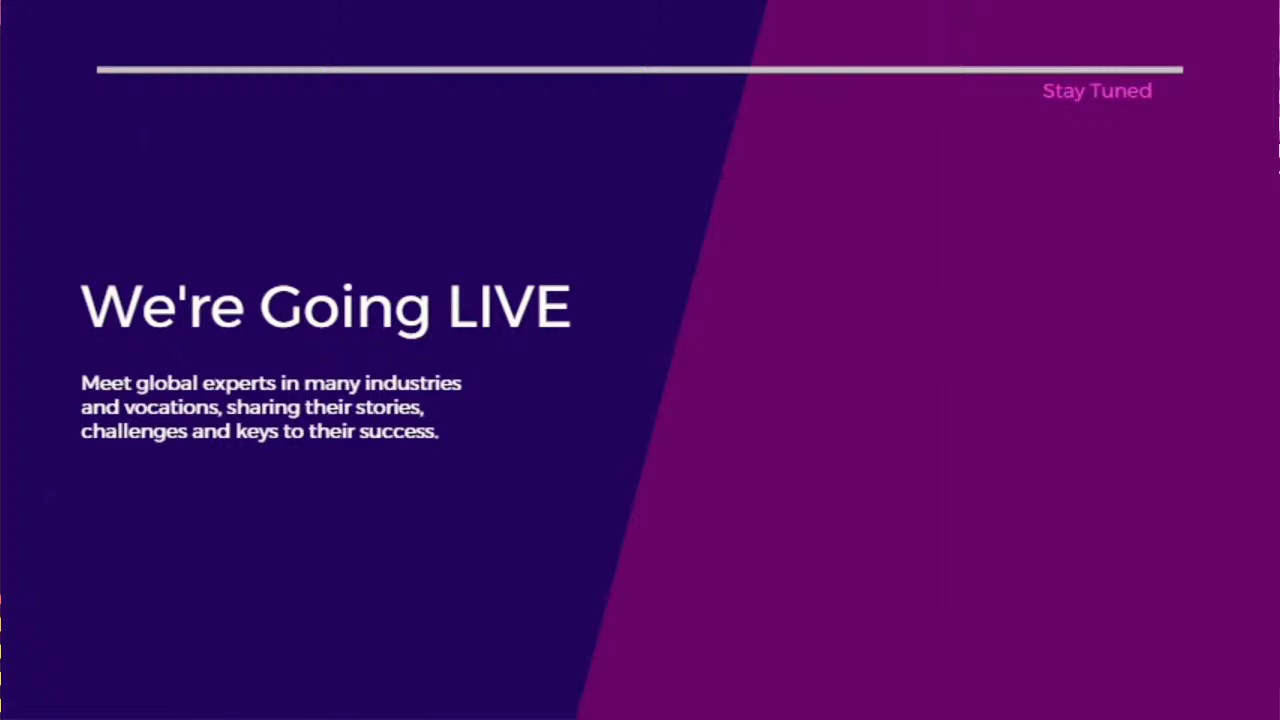 Stay Tuned
We're Going LIVE
Meet global experts in many industries
and vocations, sharing their stories,
challenges and keys to their success.